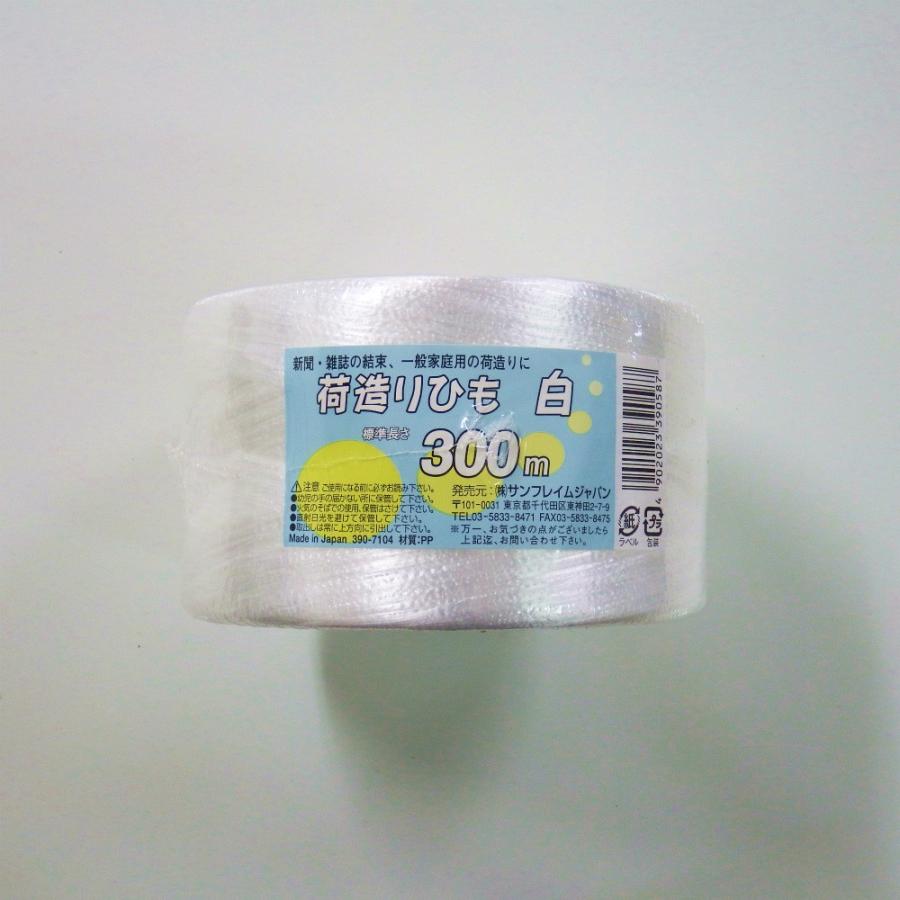 新聞・雑誌の結束、一般家庭用の荷造りに
荷造りひも 白
標準長さ
300m
⚠注意 ご使用になる前に必ずお読み下さい。
●幼児の手の届かない所に保管して下さい。
●火気のそばでの使用、保管はさけて下さい。
●直射日光を避けて保管して下さい。
●取出しは常に上方向に引出して下さい。
Made in Japan 390-7104 材質:PP
発売元:㈱サンフレイムジャパン
〒101-0031 東京都千代田区東神田2-7-9
TEL03-5833-8471 FAX03-5833-8475
※万一、お気づきの点がございましたら
上記迄、お問い合わせ下さい。
4 902023 390587
紙
ラベル
プラ
包装